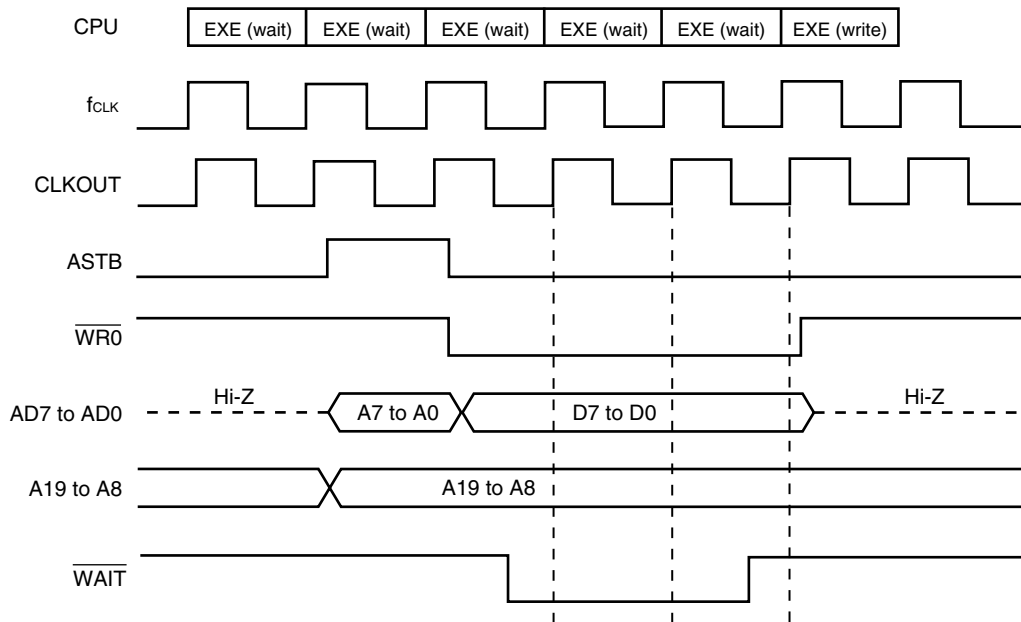 CPU EXE (wait) EXE (wait) EXE (wait) EXE (wait) EXE (wait) EXE (write)
fCLK
CLKOUT
ASTB
WR0
Hi-Z Hi-Z
AD7 to AD0 A7 to A0 D7 to D0
A19 to A8 A19 to A8
WAIT